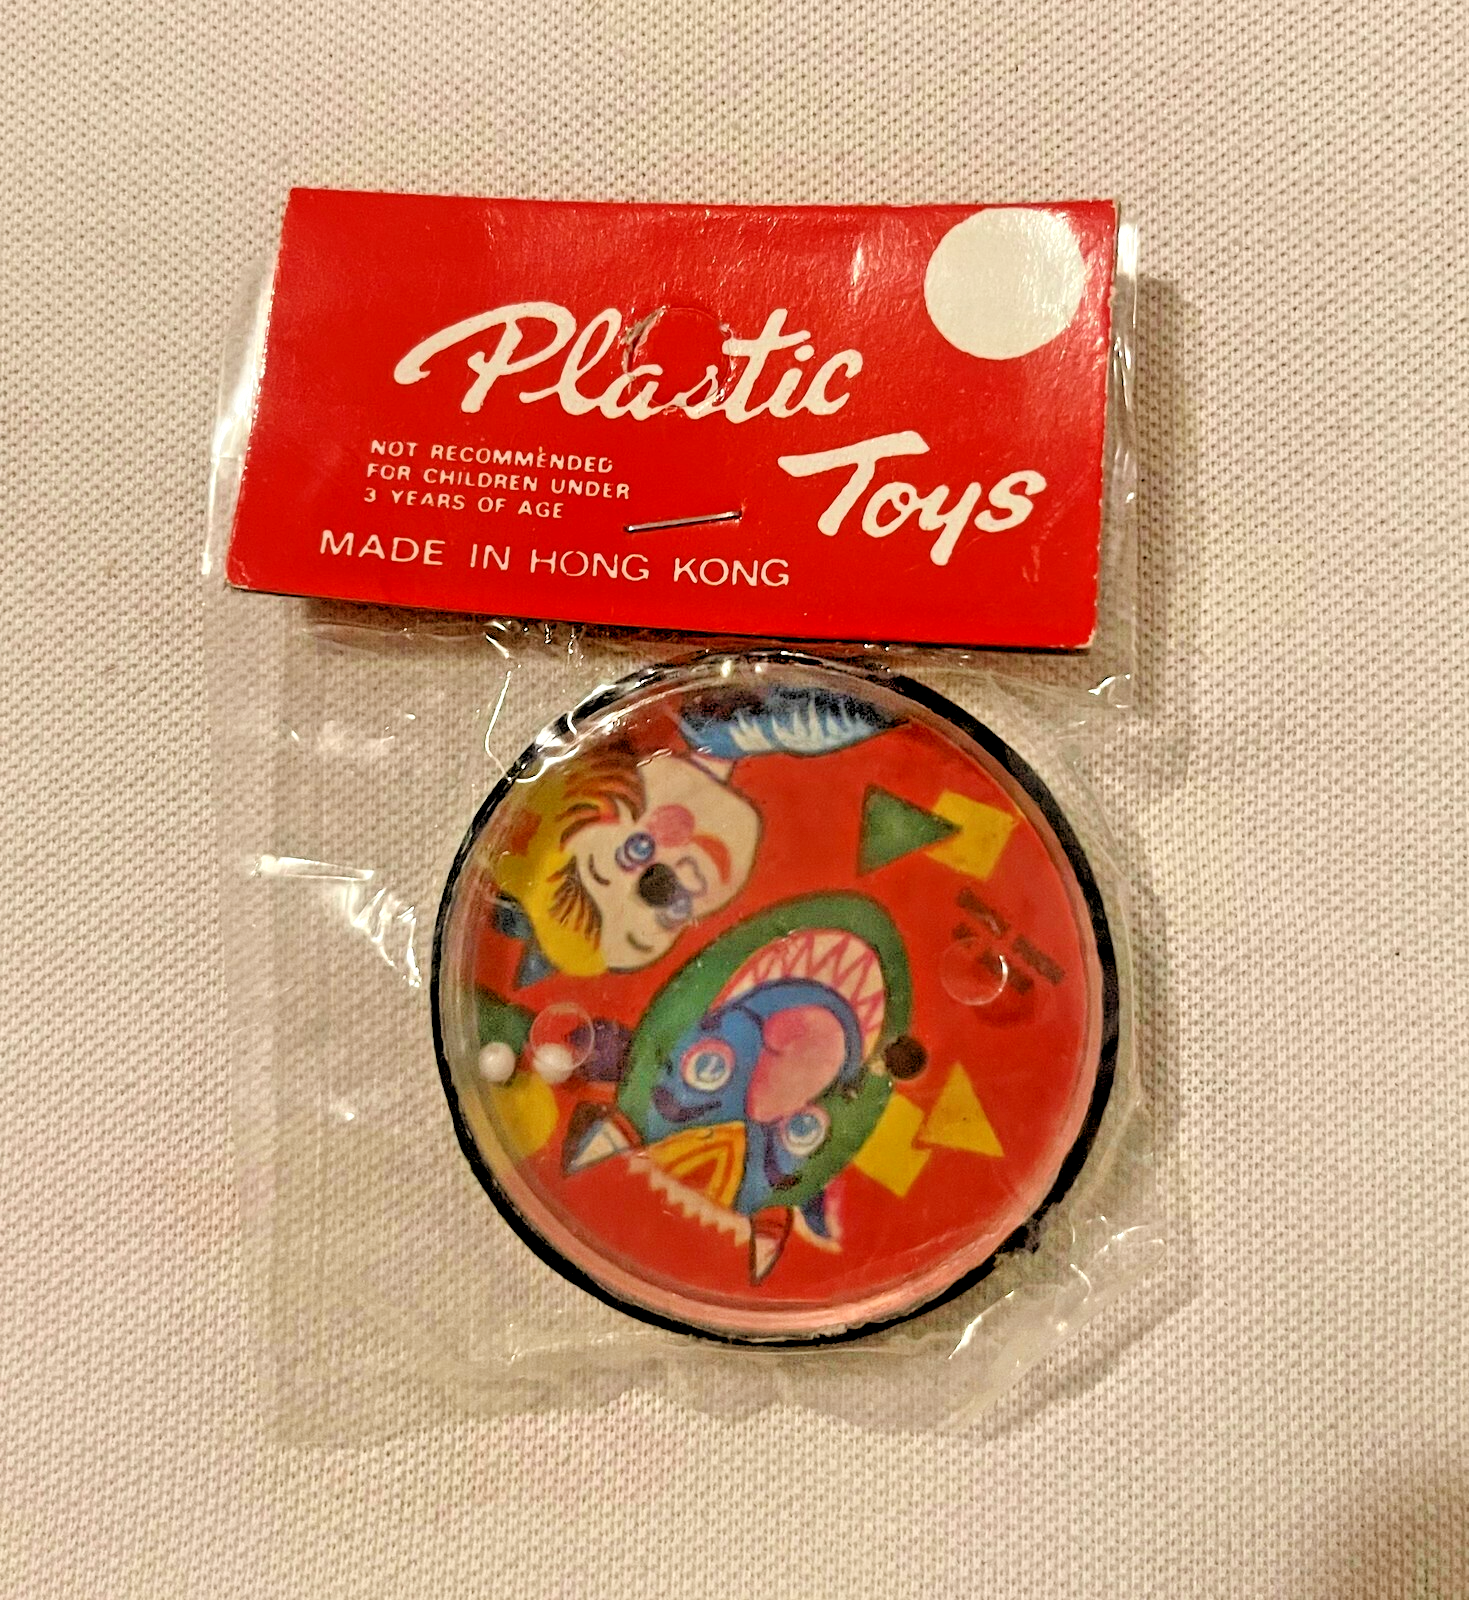 Plastic
Toys
NOT RECOMMENDED
FOR CHILDREN UNDER
3 YEARS OF AGE
MADE IN HONG KONG